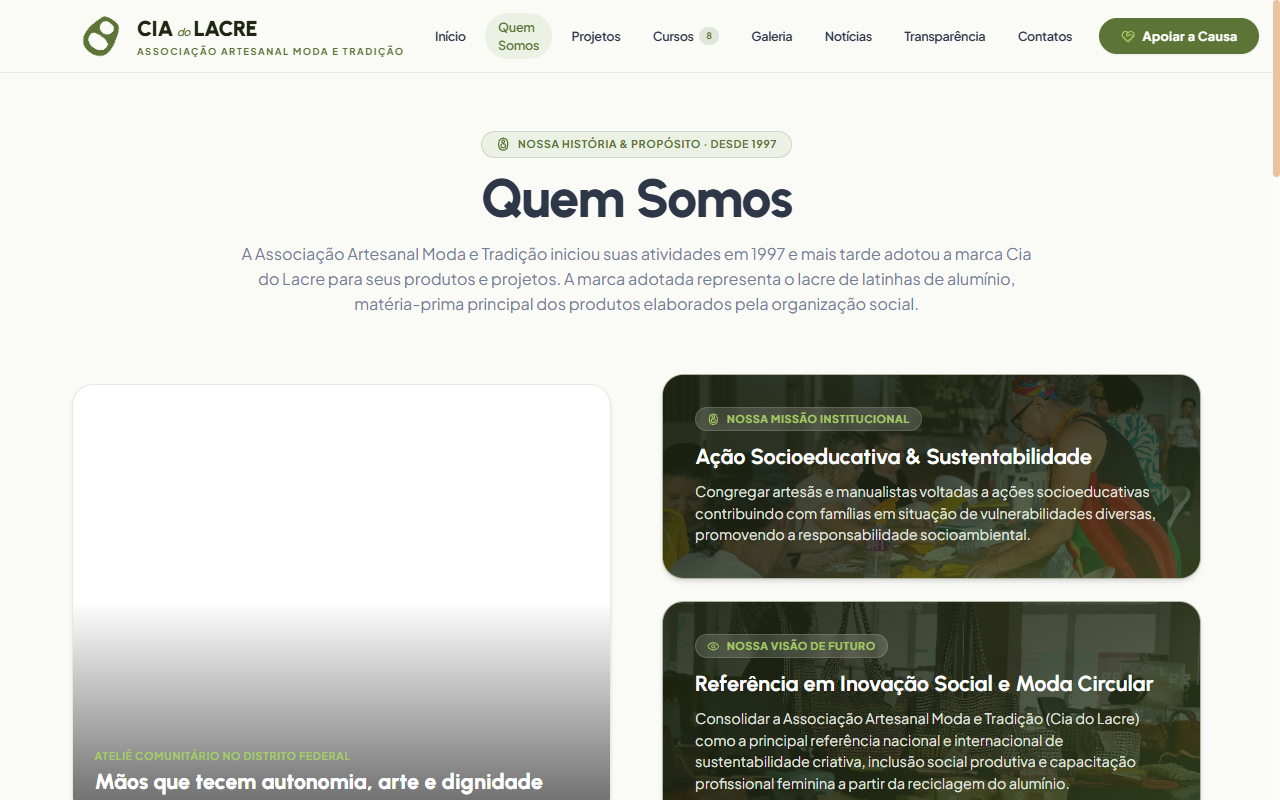 CIA do LACRE
ASSOCIAÇÃO ARTESANAL MODA E TRADIÇÃO
Início
Quem
Somos
Projetos
Cursos 8
Galeria
Notícias
Transparência
Contatos
Apoiar a Causa
NOSSA HISTÓRIA & PROPÓSITO · DESDE 1997
Quem Somos
A Associação Artesanal Moda e Tradição iniciou suas atividades em 1997 e mais tarde adotou a marca Cia
do Lacre para seus produtos e projetos. A marca adotada representa o lacre de latinhas de alumínio,
matéria-prima principal dos produtos elaborados pela organização social.
ATELIÊ COMUNITÁRIO NO DISTRITO FEDERAL
Mãos que tecem autonomia, arte e dignidade
NOSSA MISSÃO INSTITUCIONAL
Ação Socioeducativa & Sustentabilidade
Congregar artesãs e manualistas voltadas a ações socioeducativas
contribuindo com famílias em situação de vulnerabilidades diversas,
promovendo a responsabilidade socioambiental.
NOSSA VISÃO DE FUTURO
Referência em Inovação Social e Moda Circular
Consolidar a Associação Artesanal Moda e Tradição (Cia do Lacre)
como a principal referência nacional e internacional de
sustentabilidade criativa, inclusão social produtiva e capacitação
profissional feminina a partir da reciclagem do alumínio.